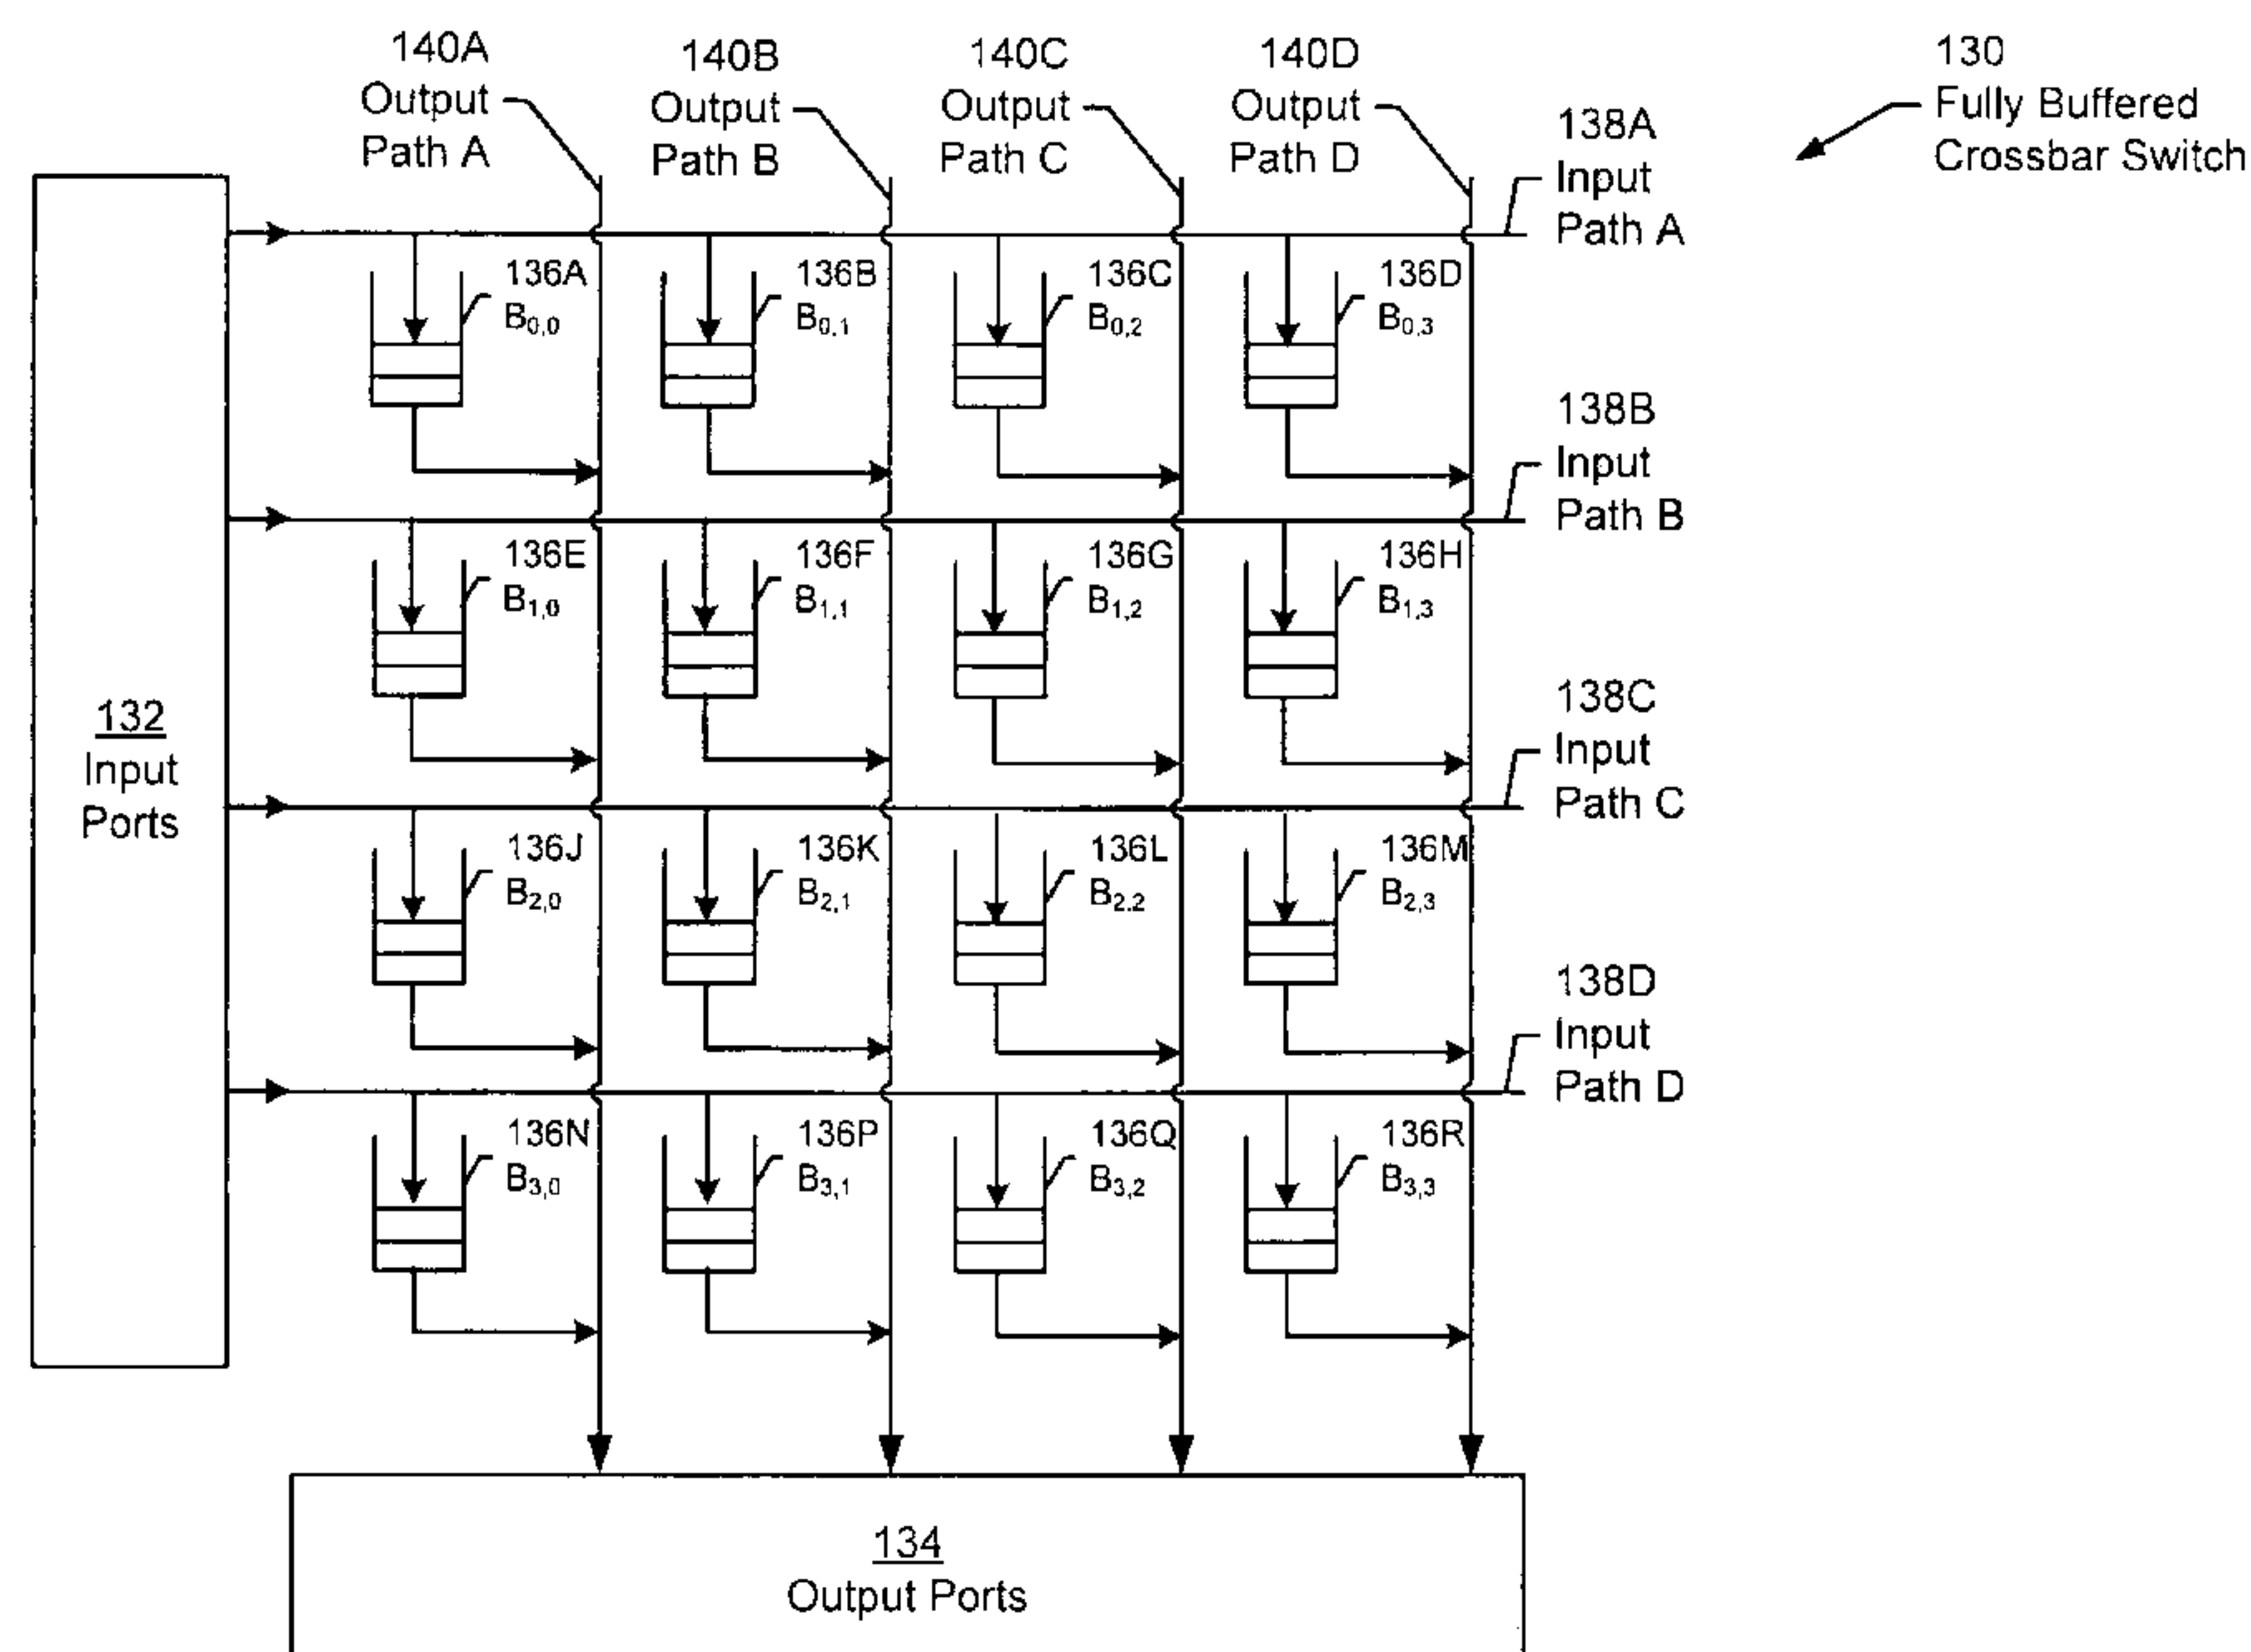 140A
Output
Path A
140B
Output
Path B
140C
Output
Path C
140D
Output
Path D
130
Fully Buffered
Crossbar Switch
138A
Input
Path A
136A
B0,0
136B
B0,1
136C
B0,2
136D
B0,3
138B
Input
Path B
136E
B1,0
136F
B1,1
136G
B1,2
136H
B1,3
132
Input
Ports
138C
Input
Path C
136J
B2,0
136K
B2,1
136L
B2.2
136M
B2,3
138D
Input
Path D
136N
B3,0
136P
B3,1
136Q
B3,2
136R
B3,3
134
Output Ports